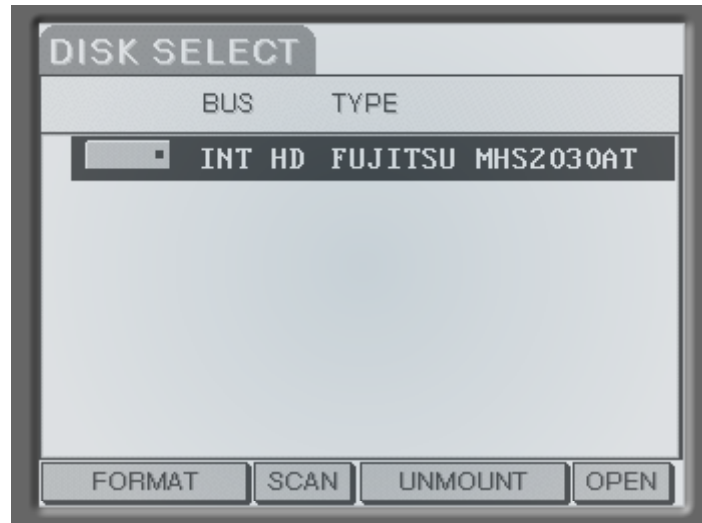 DISK SELECT
BUS TYPE
INT HD FUJITSU MHS2030AT
FORMAT SCAN UNMOUNT OPEN